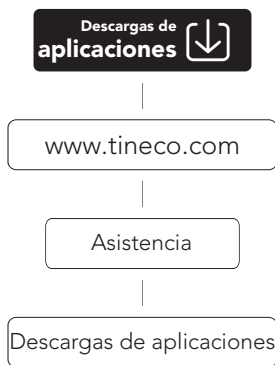 Descargas de
aplicaciones
www.tineco.com
Asistencia
Descargas de aplicaciones